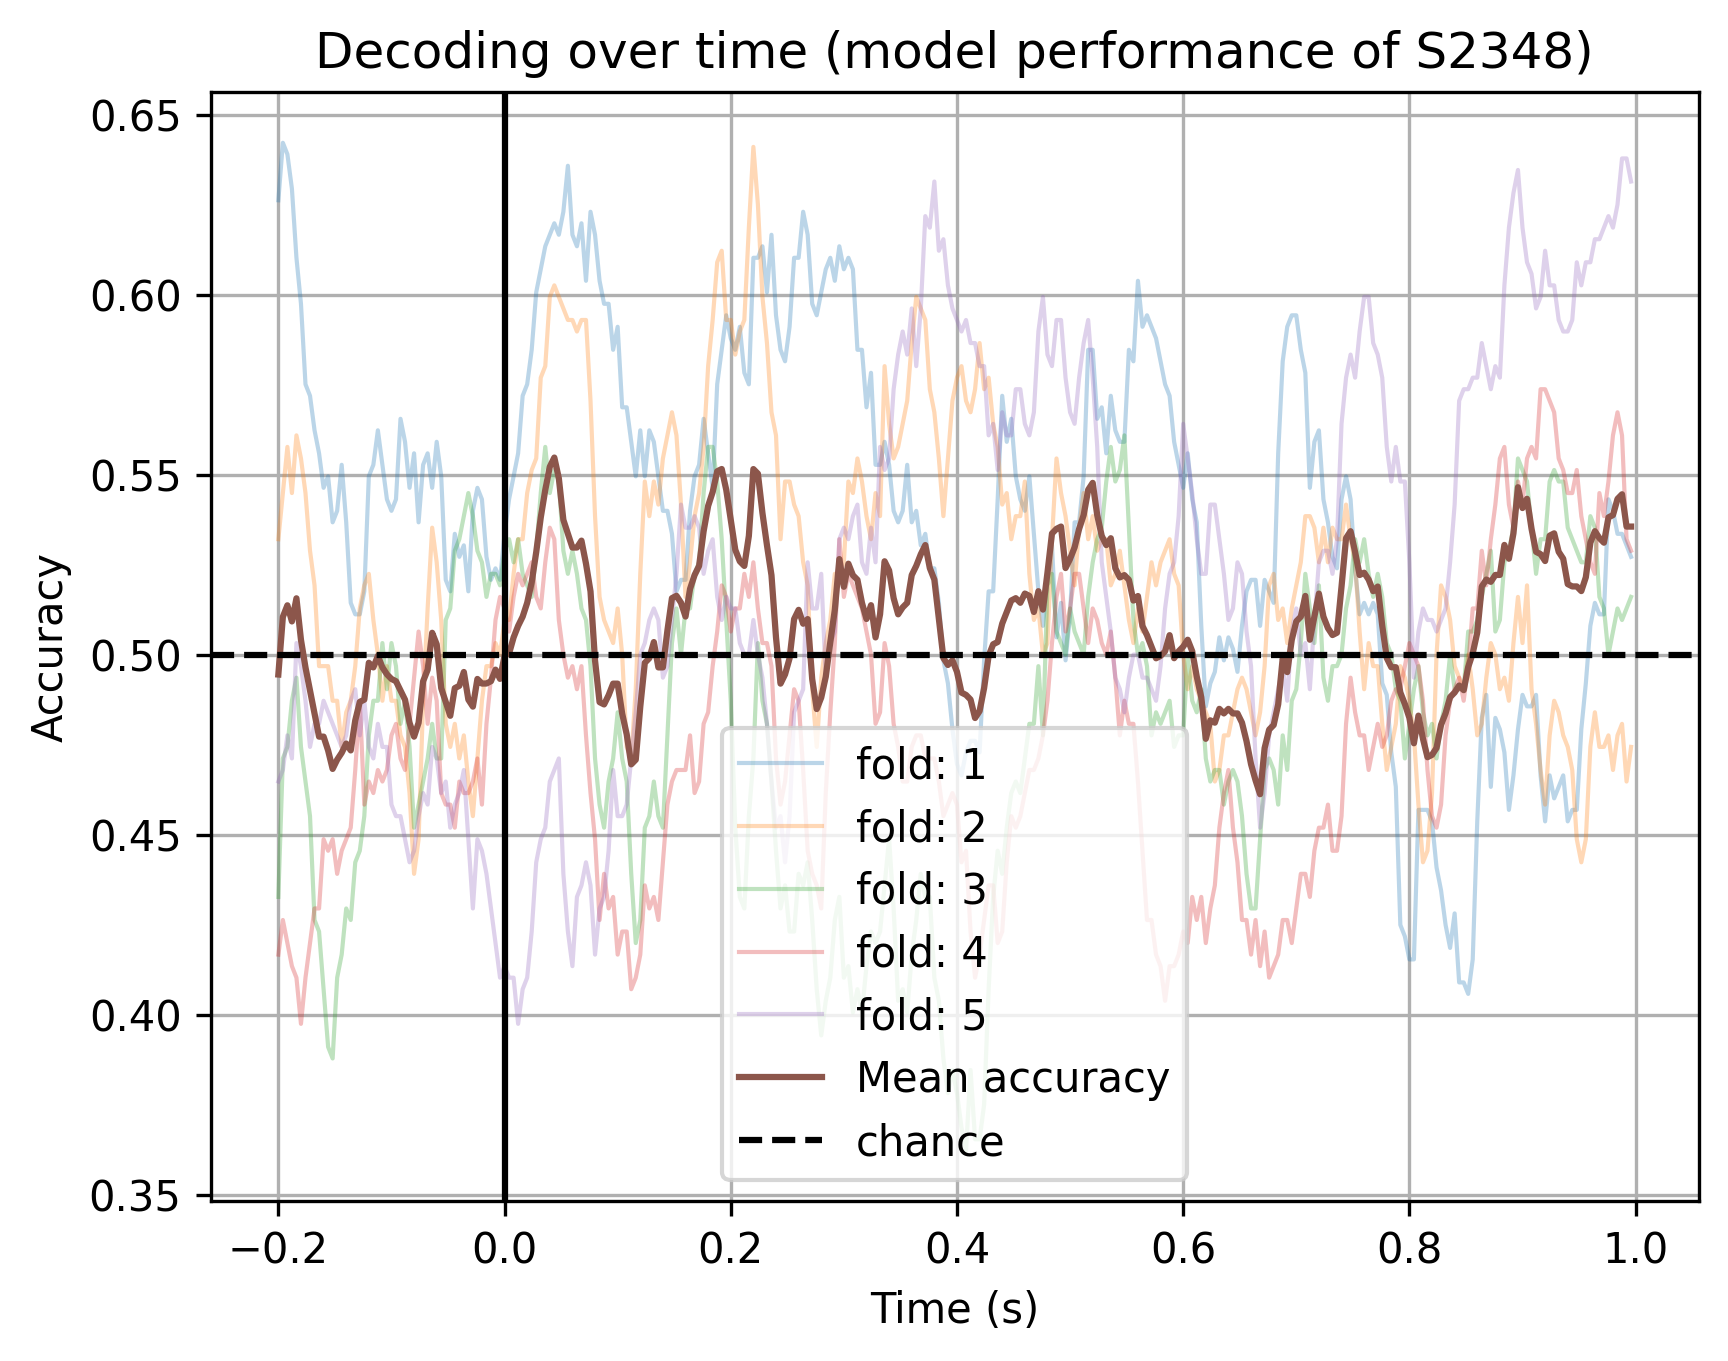 Decoding over time (model performance of S2348)
0.65
0.60
0.55
0.50
0.45
0.40
0.35
Accuracy
fold: 1
fold: 2
fold: 3
fold: 4
fold: 5
Mean accuracy
chance
−0.2 0.0 0.2 0.4 0.6 0.8 1.0
Time (s)